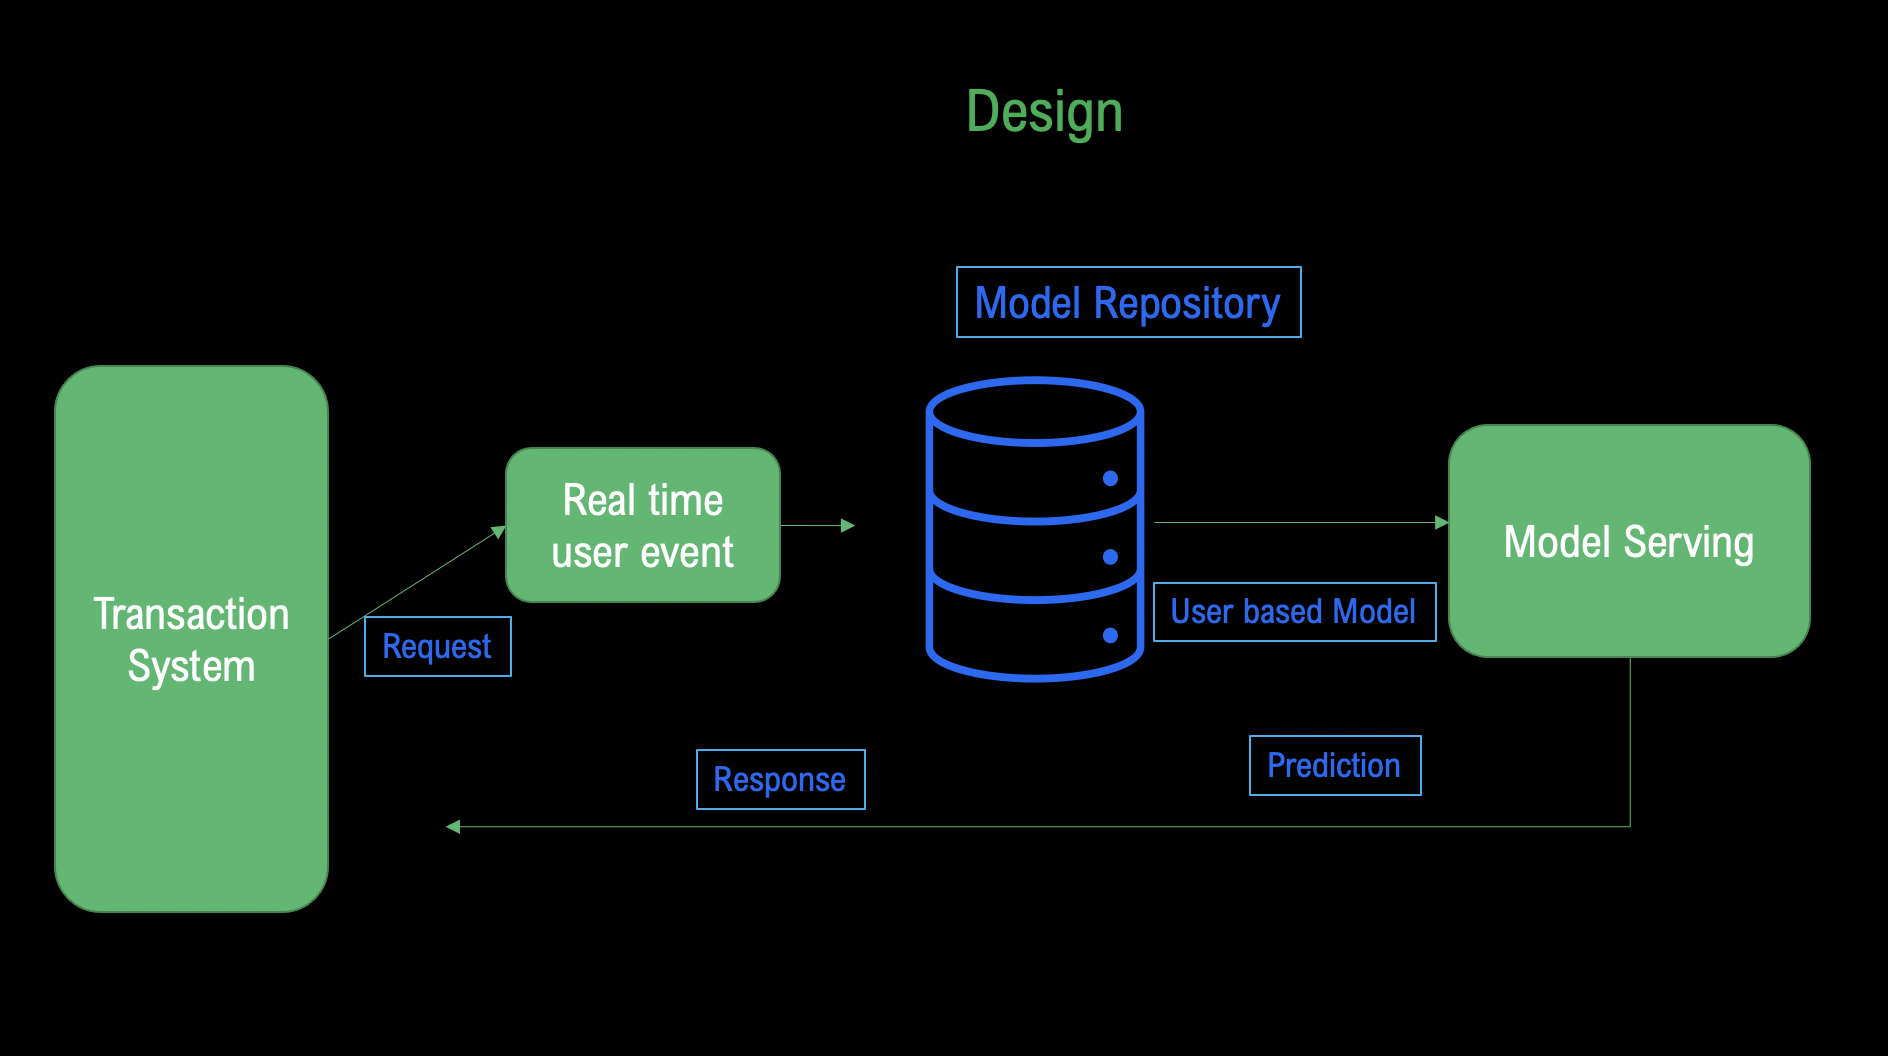 Design
Model Repository
Transaction
System
Request
Real time
user event
User based Model
Model Serving
Response
Prediction